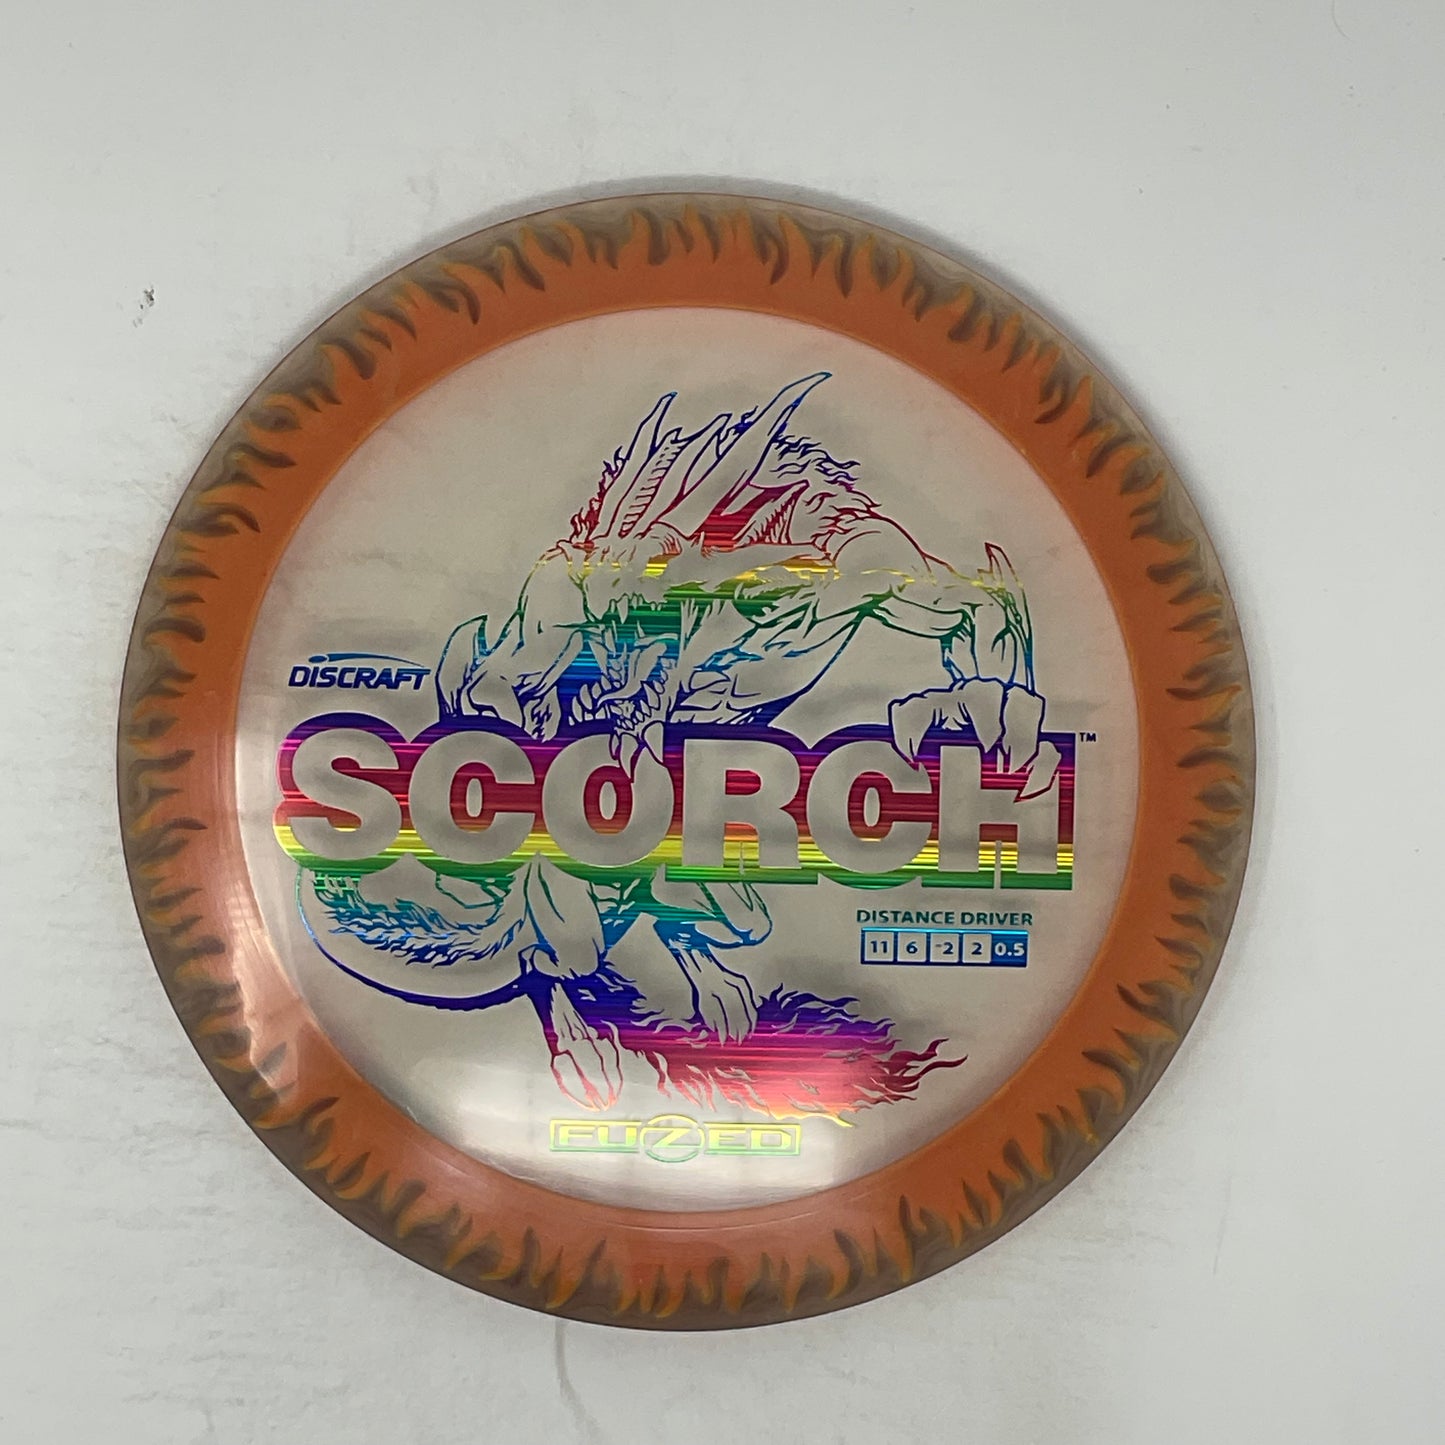 DISCRAFT
SCORCH™
DISTANCE DRIVER
11 6 -2 2 0.5
FUZED